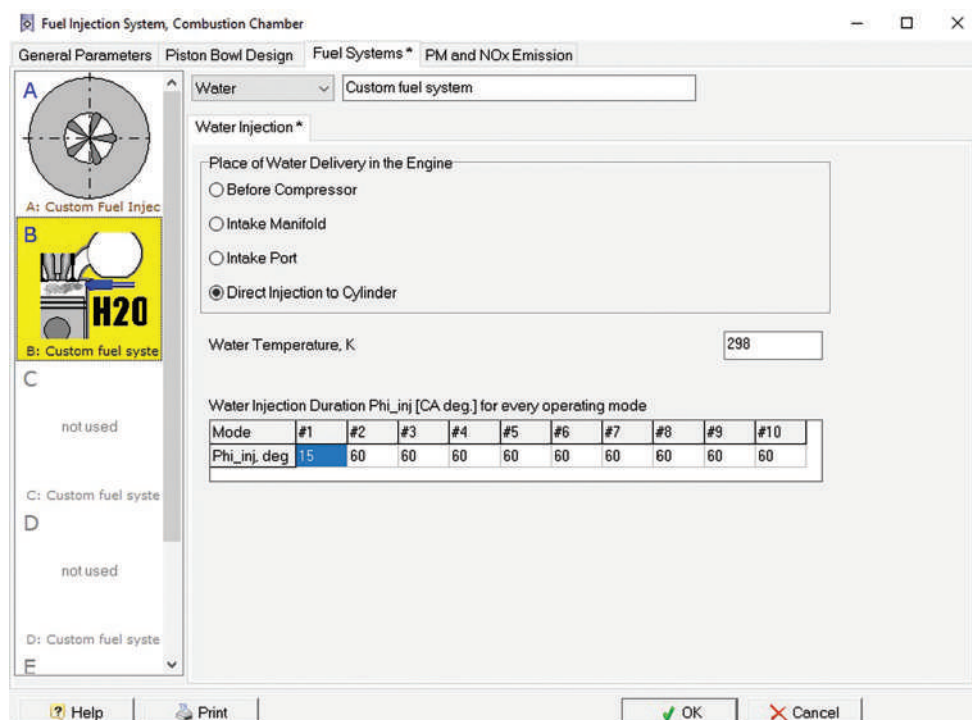 Fuel Injection System, Combustion Chamber
General Parameters Piston Bowl Design Fuel Systems * PM and NOx Emission
A
A: Custom Fuel Injec
B
H20
B: Custom fuel syste
C
not used
C: Custom fuel syste
D
not used
D: Custom fuel syste
E
Water Custom fuel system
Water Injection *
Place of Water Delivery in the Engine
Before Compressor
Intake Manifold
Intake Port
Direct Injection to Cylinder
Water Temperature, K 298
Water Injection Duration Phi_inj [CA deg.] for every operating mode
Mode #1 #2 #3 #4 #5 #6 #7 #8 #9 #10
Phi_inj, deg 15 60 60 60 60 60 60 60 60 60
? Help Print OK Cancel